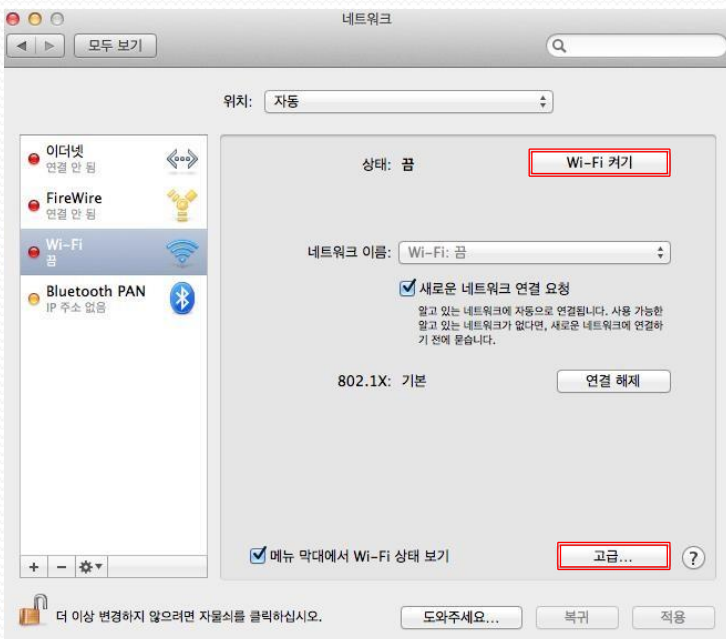 네트워크
모두 보기
위치: 자동
이더넷
연결 안 됨
FireWire
연결 안 됨
Wi-Fi
끔
Bluetooth PAN
IP 주소 없음
상태: 끔
Wi-Fi 켜기
네트워크 이름: Wi-Fi: 끔
새로운 네트워크 연결 요청
알고 있는 네트워크에 자동으로 연결됩니다. 사용 가능한
알고 있는 네트워크가 없다면, 새로운 네트워크에 연결하
기 전에 묻습니다.
802.1X: 기본
연결 해제
메뉴 막대에서 Wi-Fi 상태 보기
고급...
?
더 이상 변경하지 않으려면 자물쇠를 클릭하십시오.
도와주세요...
복귀
적용